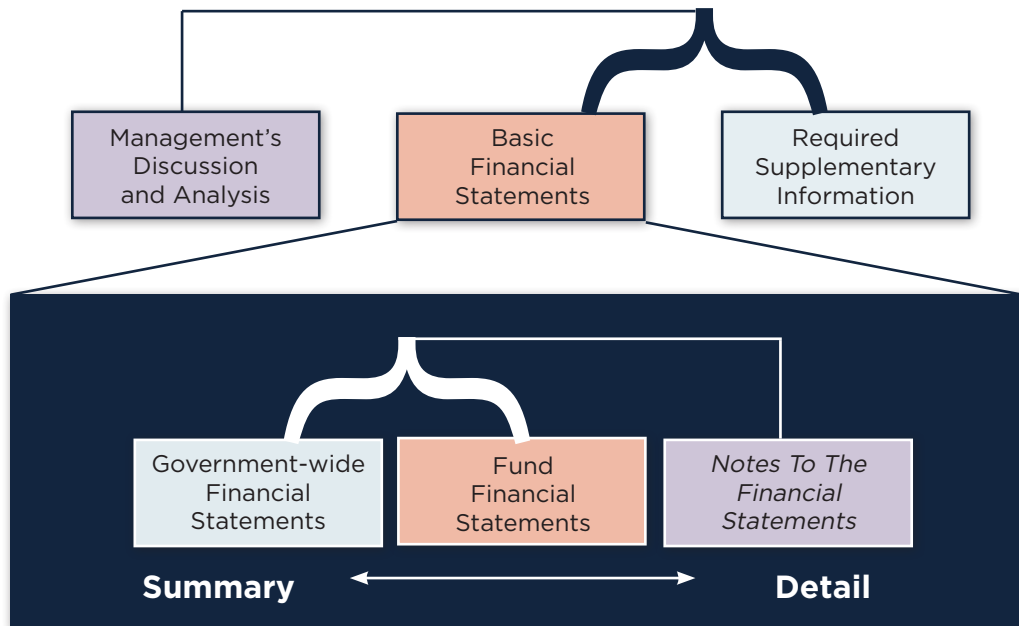 Management’s
Discussion
and Analysis
Basic
Financial
Statements
Required
Supplementary
Information
Government-wide
Financial
Statements
Fund
Financial
Statements
Notes To The
Financial
Statements
Summary
Detail